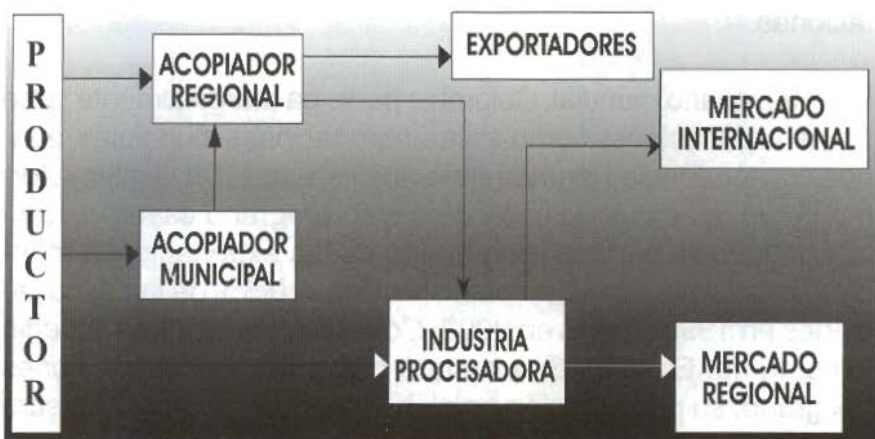 PRODUCTOR
ACOPIADOR
REGIONAL
EXPORTADORES
MERCADO
INTERNACIONAL
ACOPIADOR
MUNICIPAL
INDUSTRIA
PROCESADORA
MERCADO
REGIONAL